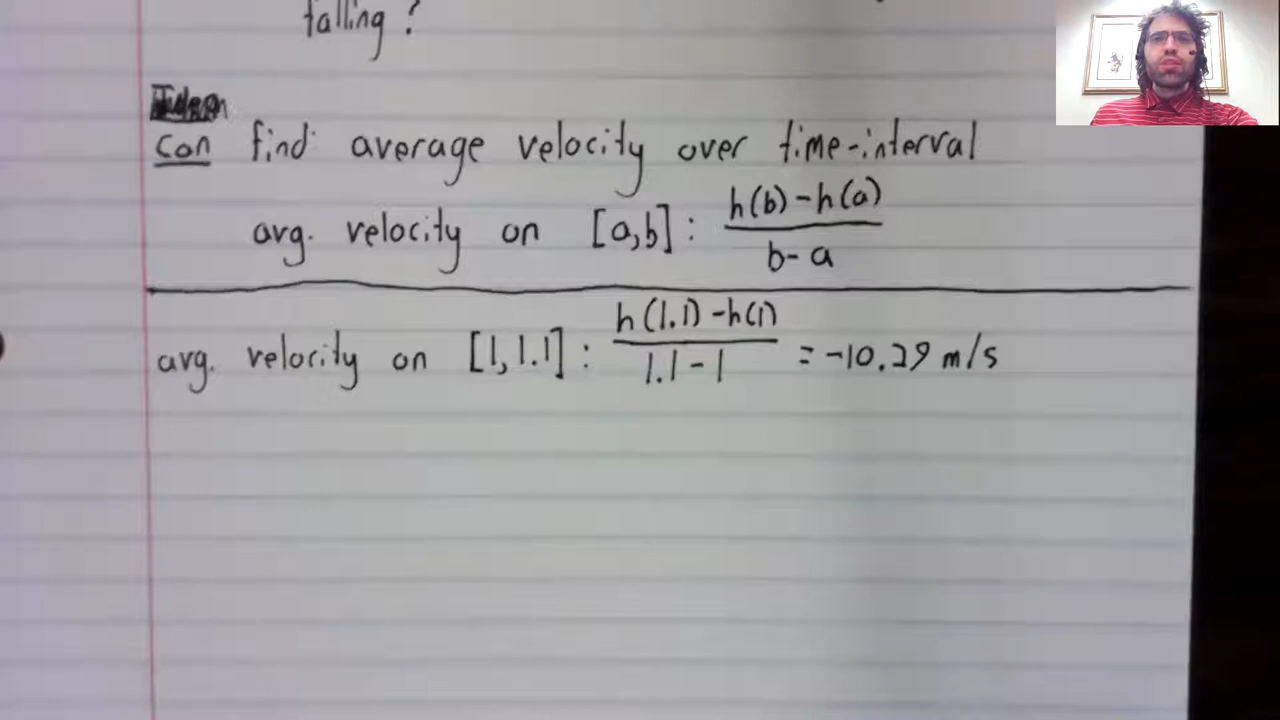 falling?
can find average velocity over time-interval
avg. velocity on [a,b]: h(b)-h(a)
b-a
avg. velocity on [1, 1.1]: h(1.1)-h(1)
1.1-1
= -10.29 m/s